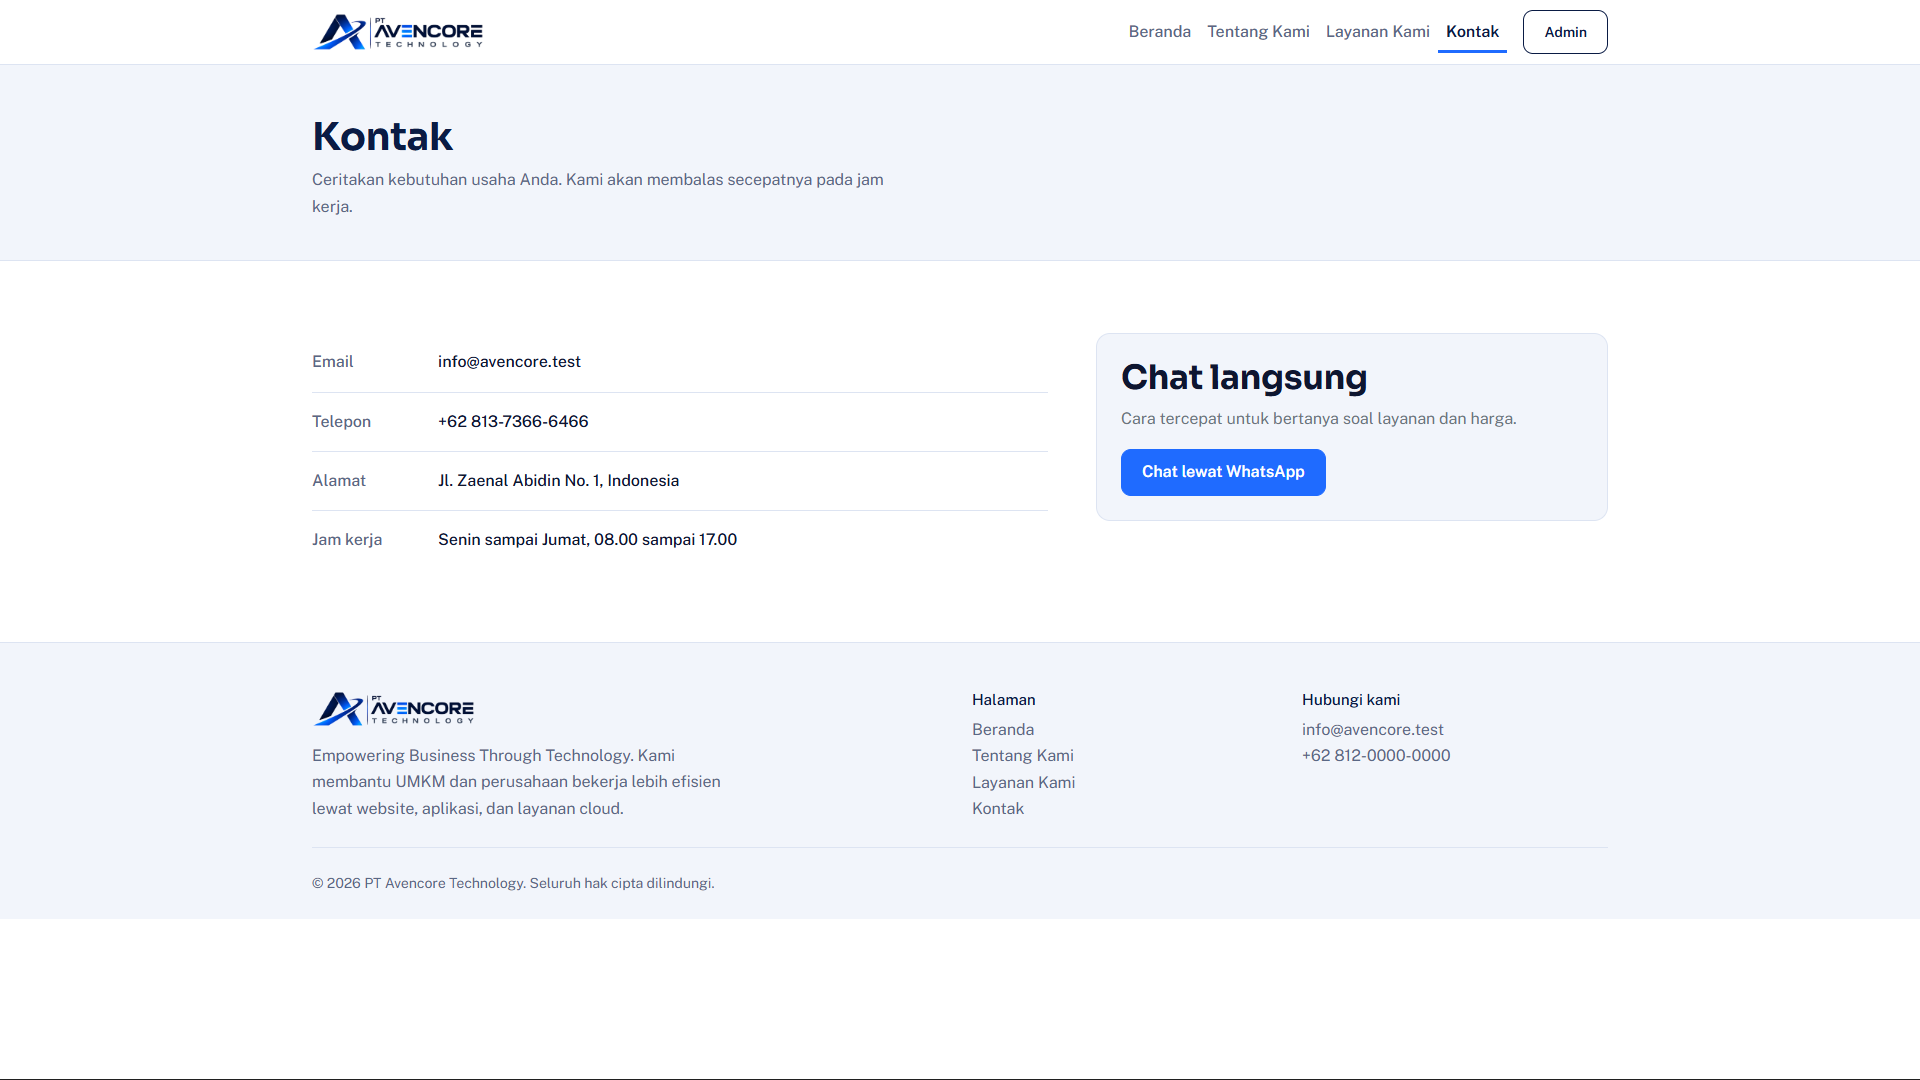 PT
AVENCORE
TECHNOLOGY
Beranda
Tentang Kami
Layanan Kami
Kontak
Admin
Kontak
Ceritakan kebutuhan usaha Anda. Kami akan membalas secepatnya pada jam
kerja.
Email
info@avencore.test
Telepon
+62 813-7366-6466
Alamat
Jl. Zaenal Abidin No. 1, Indonesia
Jam kerja
Senin sampai Jumat, 08.00 sampai 17.00
Chat langsung
Cara tercepat untuk bertanya soal layanan dan harga.
Chat lewat WhatsApp
PT
AVENCORE
TECHNOLOGY
Empowering Business Through Technology. Kami
membantu UMKM dan perusahaan bekerja lebih efisien
lewat website, aplikasi, dan layanan cloud.
Halaman
Beranda
Tentang Kami
Layanan Kami
Kontak
Hubungi kami
info@avencore.test
+62 812-0000-0000
© 2026 PT Avencore Technology. Seluruh hak cipta dilindungi.